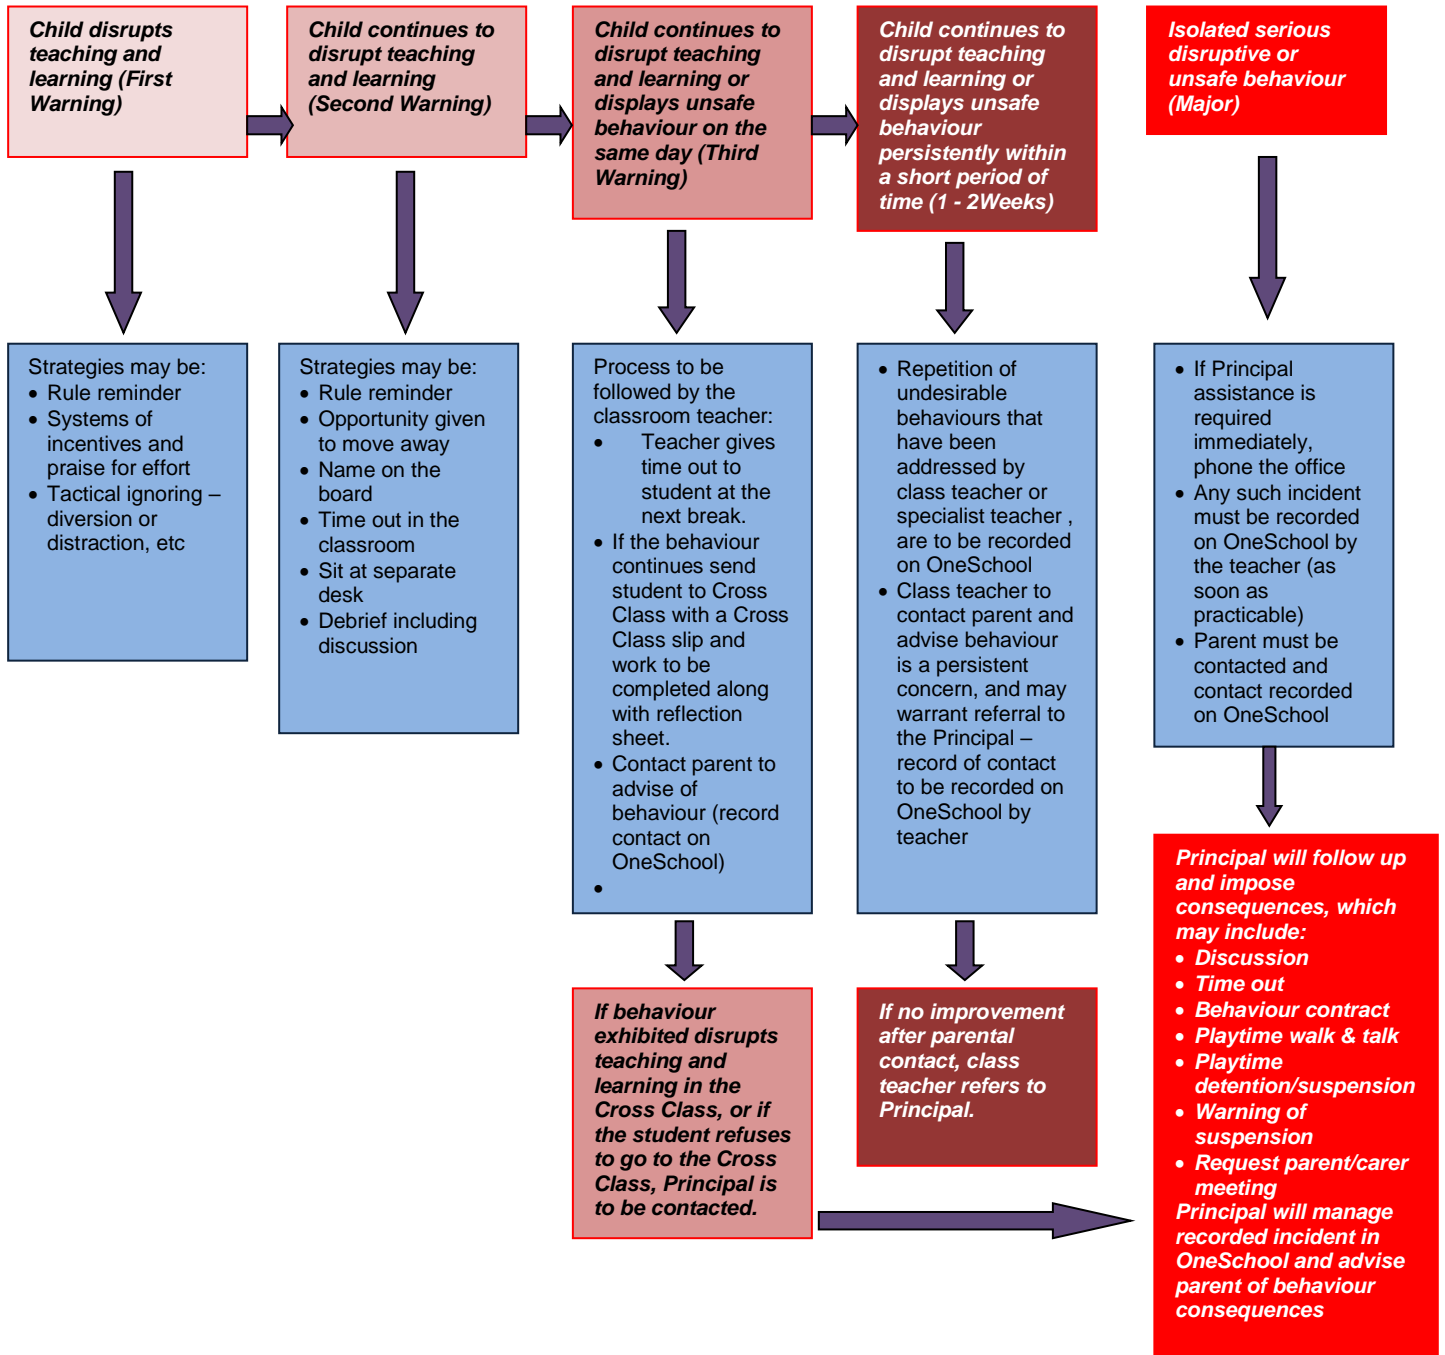 Child disrupts
teaching and
learning (First
Warning)
Child continues to
disrupt teaching
and learning
(Second Warning)
Child continues to
disrupt teaching
and learning or
displays unsafe
behaviour on the
same day (Third
Warning)
Child continues to
disrupt teaching
and learning or
displays unsafe
behaviour
persistently within
a short period of
time (1 - 2Weeks)
Isolated serious
disruptive or
unsafe behaviour
(Major)
Strategies may be:
• Rule reminder
• Systems of
incentives and
praise for effort
• Tactical ignoring –
diversion or
distraction, etc
Strategies may be:
• Rule reminder
• Opportunity given
to move away
• Name on the
board
• Time out in the
classroom
• Sit at separate
desk
• Debrief including
discussion
Process to be
followed by the
classroom teacher:
• Teacher gives
time out to
student at the
next break.
• If the behaviour
continues send
student to Cross
Class with a Cross
Class slip and
work to be
completed along
with reflection
sheet.
• Contact parent to
advise of
behaviour (record
contact on
OneSchool)
•
• Repetition of
undesirable
behaviours that
have been
addressed by
class teacher or
specialist teacher ,
are to be recorded
on OneSchool
• Class teacher to
contact parent and
advise behaviour
is a persistent
concern, and may
warrant referral to
the Principal –
record of contact
to be recorded on
OneSchool by
teacher
• If Principal
assistance is
required
immediately,
phone the office
• Any such incident
must be recorded
on OneSchool by
the teacher (as
soon as
practicable)
• Parent must be
contacted and
contact recorded
on OneSchool
If behaviour
exhibited disrupts
teaching and
learning in the
Cross Class, or if
the student refuses
to go to the Cross
Class, Principal is
to be contacted.
If no improvement
after parental
contact, class
teacher refers to
Principal.
Principal will follow up
and impose
consequences, which
may include:
• Discussion
• Time out
• Behaviour contract
• Playtime walk & talk
• Playtime
detention/suspension
• Warning of
suspension
• Request parent/carer
meeting
Principal will manage
recorded incident in
OneSchool and advise
parent of behaviour
consequences